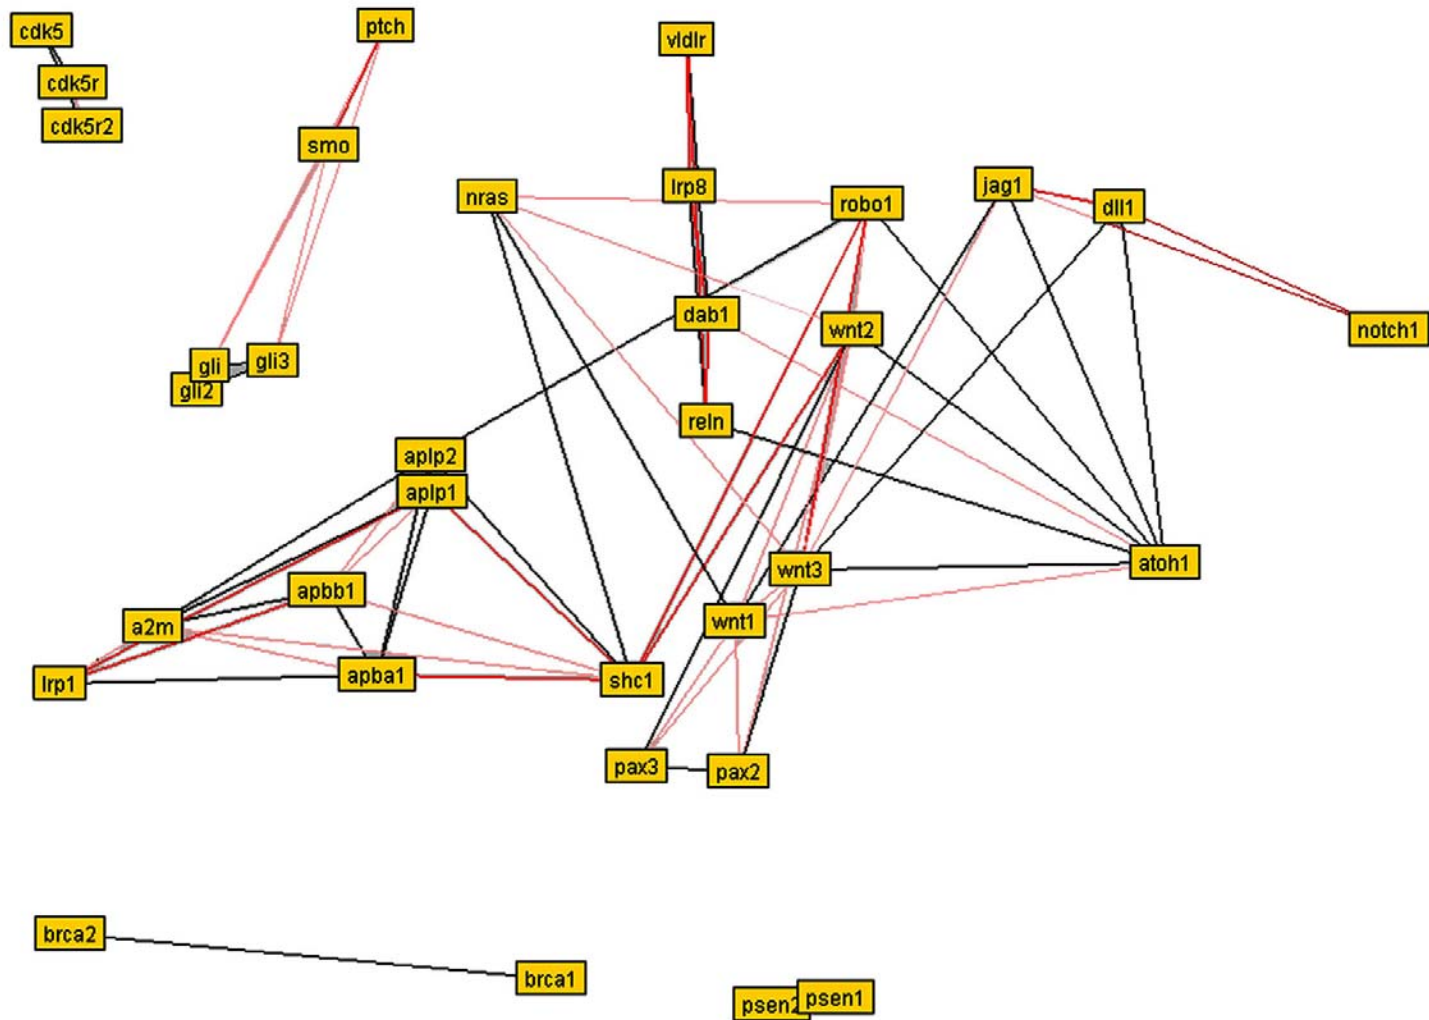 cdk5
ptch
vldlr
cdk5r
cdk5r2
smo
nras
lrp8
robo1
jag1
dll1
dab1
wnt2
notch1
gli
gli3
gli2
reln
aplp2
aplp1
wnt3
atoh1
apbb1
a2m
wnt1
lrp1
apba1
shc1
pax3
pax2
brca2
brca1
psen2
psen1